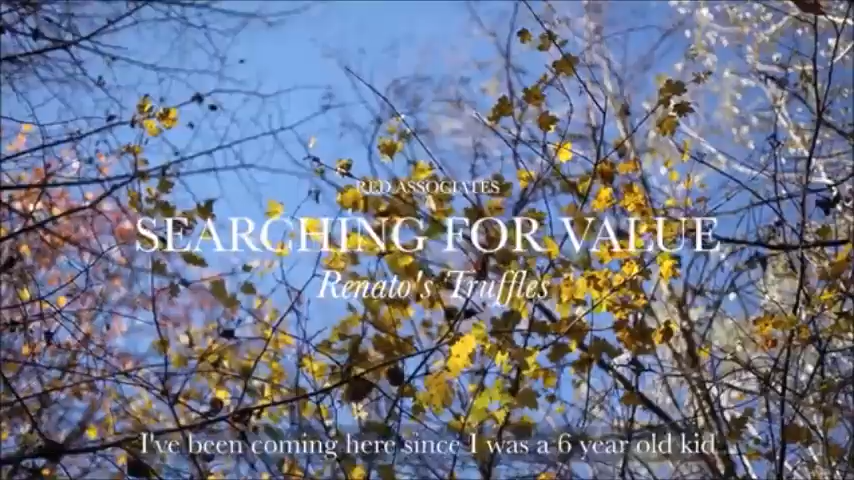 RED ASSOCIATES
SEARCHING FOR VALUE
Renato's Truffles
I've been coming here since I was a 6 year old kid